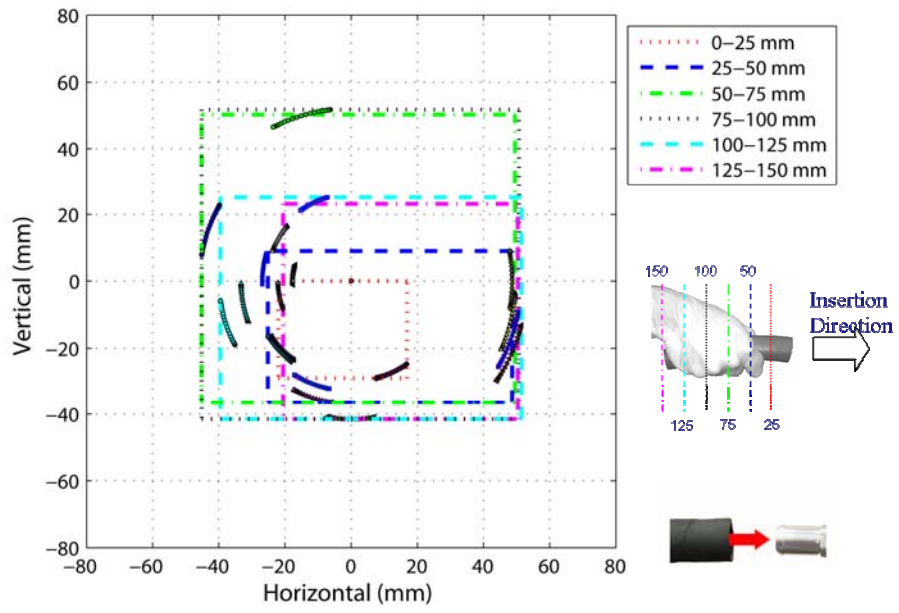 80
60
40
20
0
−20
−40
−60
−80
Vertical (mm)
−80 −60 −40 −20 0 20 40 60 80
Horizontal (mm)
0−25 mm
25−50 mm
50−75 mm
75−100 mm
100−125 mm
125−150 mm
150 100 50
125 75 25
Insertion
Direction